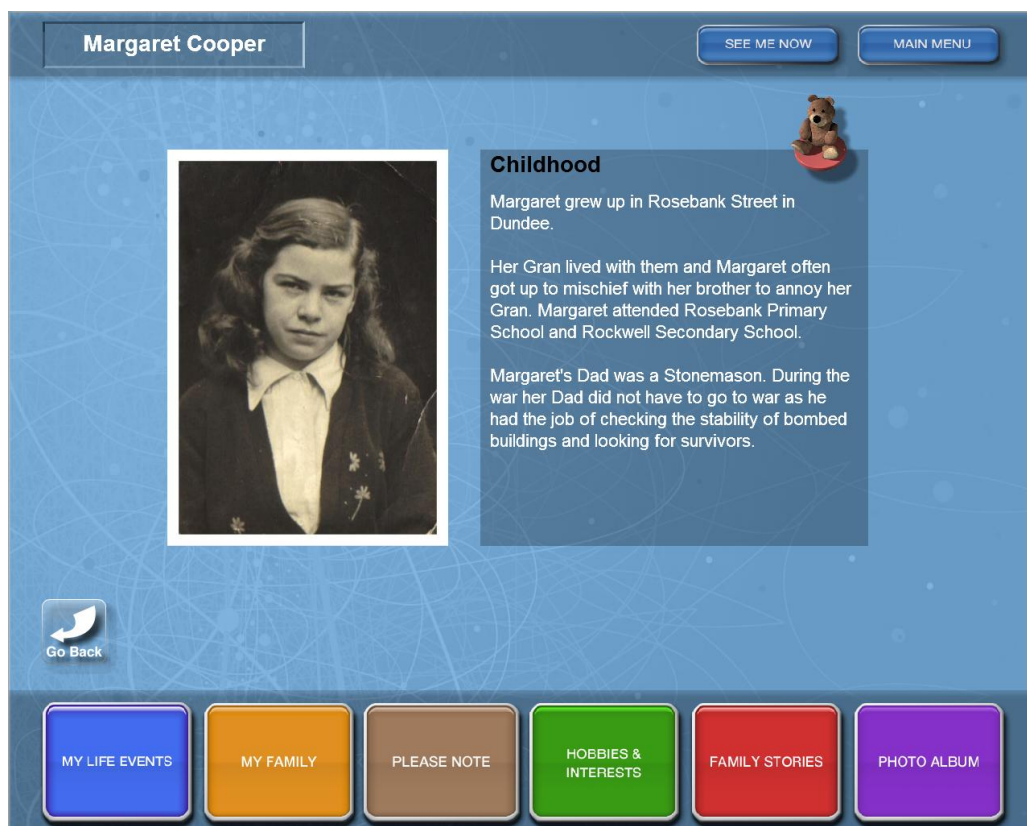 Margaret Cooper
SEE ME NOW
MAIN MENU
Childhood
Margaret grew up in Rosebank Street in
Dundee.
Her Gran lived with them and Margaret often
got up to mischief with her brother to annoy her
Gran. Margaret attended Rosebank Primary
School and Rockwell Secondary School.
Margaret's Dad was a Stonemason. During the
war her Dad did not have to go to war as he
had the job of checking the stability of bombed
buildings and looking for survivors.
Go Back
MY LIFE EVENTS
MY FAMILY
PLEASE NOTE
HOBBIES &
INTERESTS
FAMILY STORIES
PHOTO ALBUM